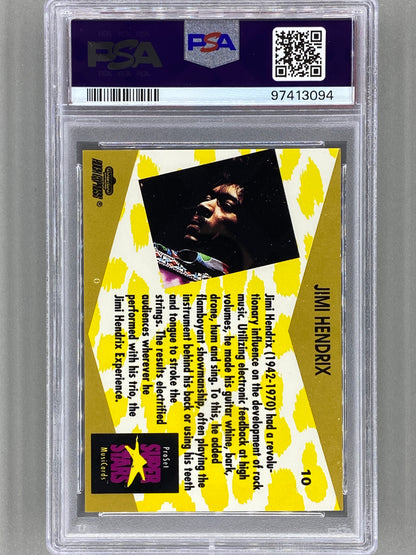 PSA
PSA
97413094
JIMI HENDRIX
10
Jimi Hendrix (1942-1970) had a revolu-
tionary influence on the development of rock
music. Utilizing electronic feedback at high
volumes, he made his guitar whine, bark,
drone, hum and sing. To this, he added
flamboyant showmanship, often playing the
instrument behind his back or using his teeth
and tongue to stroke the
strings. The results electrified
audiences wherever he
performed with his trio, the
Jimi Hendrix Experience.
ProSet
SUPER
STARS
MusiCards™